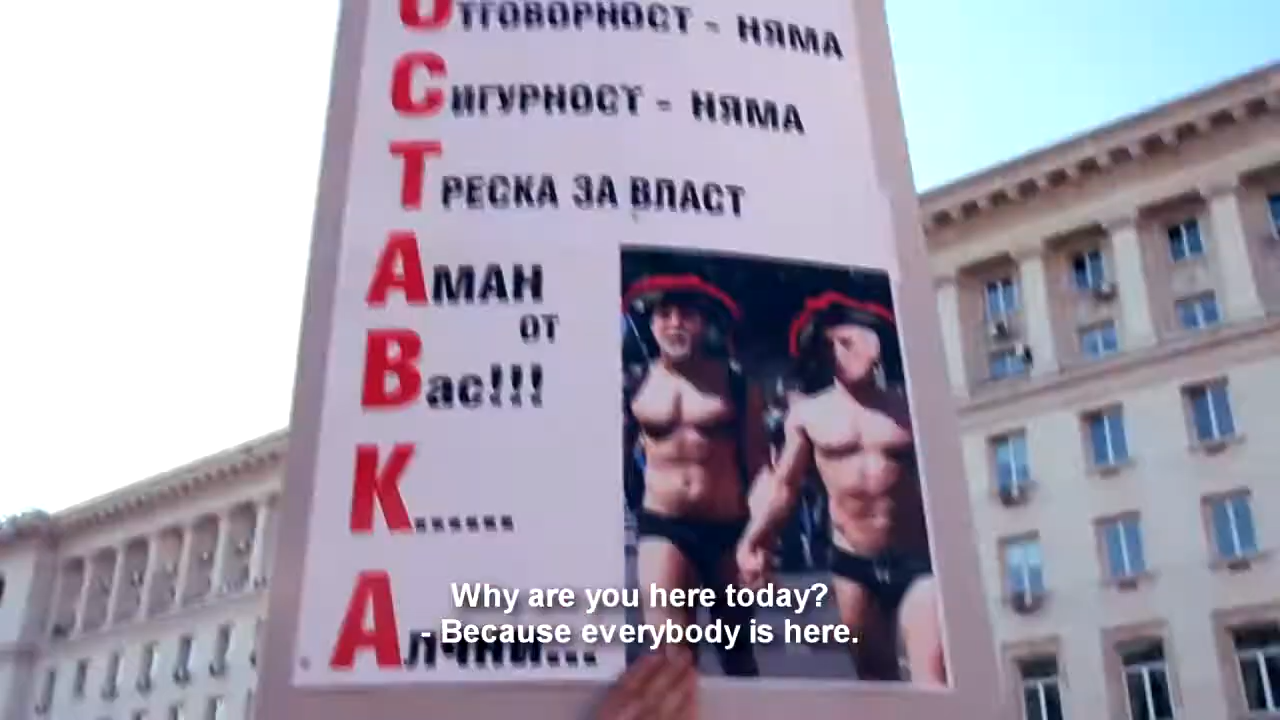 Отговорност - няма
Сигурност - няма
Треска за власт
Аман
от
Вас!!!
К......
Алчни...
Why are you here today?
- Because everybody is here.